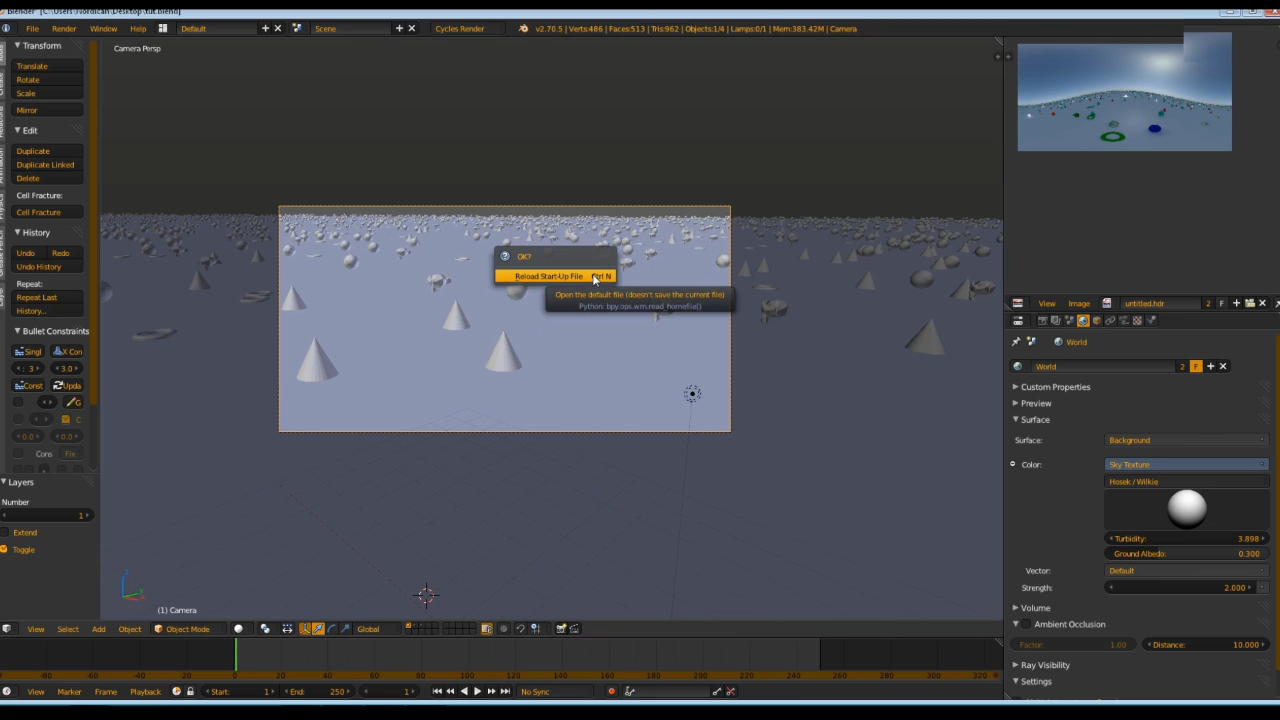 Blender [C:\Users\Nordican\Desktop\tut.blend]
File Render Window Help Default Scene Cycles Render v2.70.5 | Verts:486 | Faces:513 | Tris:962 | Objects:1/4 | Lamps:0/1 | Mem:383.42M | Camera
Transform
Translate
Rotate
Scale
Mirror
Edit
Duplicate
Duplicate Linked
Delete
Cell Fracture:
Cell Fracture
History
Undo Redo
Undo History
Repeat:
Repeat Last
History...
Bullet Constraints
Singl X Con
: 3 3.0
Const Upda
G
C
0.0 0.0
Cons Fix
Layers
Number
1
Extend
Toggle
Camera Persp
OK?
Reload Start-Up File Ctrl N
Open the default file (doesn't save the current file)
Python: bpy.ops.wm.read_homefile()
(1) Camera
View Select Add Object Object Mode Global
View Image untitled.hdr 2 F
World
World 2 F
Custom Properties
Preview
Surface
Surface: Background
Color: Sky Texture
Hosek / Wilkie
Turbidity: 3.898
Ground Albedo: 0.300
Vector: Default
Strength: 2.000
Volume
Ambient Occlusion
Factor: 1.00 Distance: 10.000
Ray Visibility
Settings
-80 -60 -40 -20 0 20 40 60 80 100 120 140 160 180 200 220 240 260 280 300 320
View Marker Frame Playback Start: 1 End: 250 1 No Sync